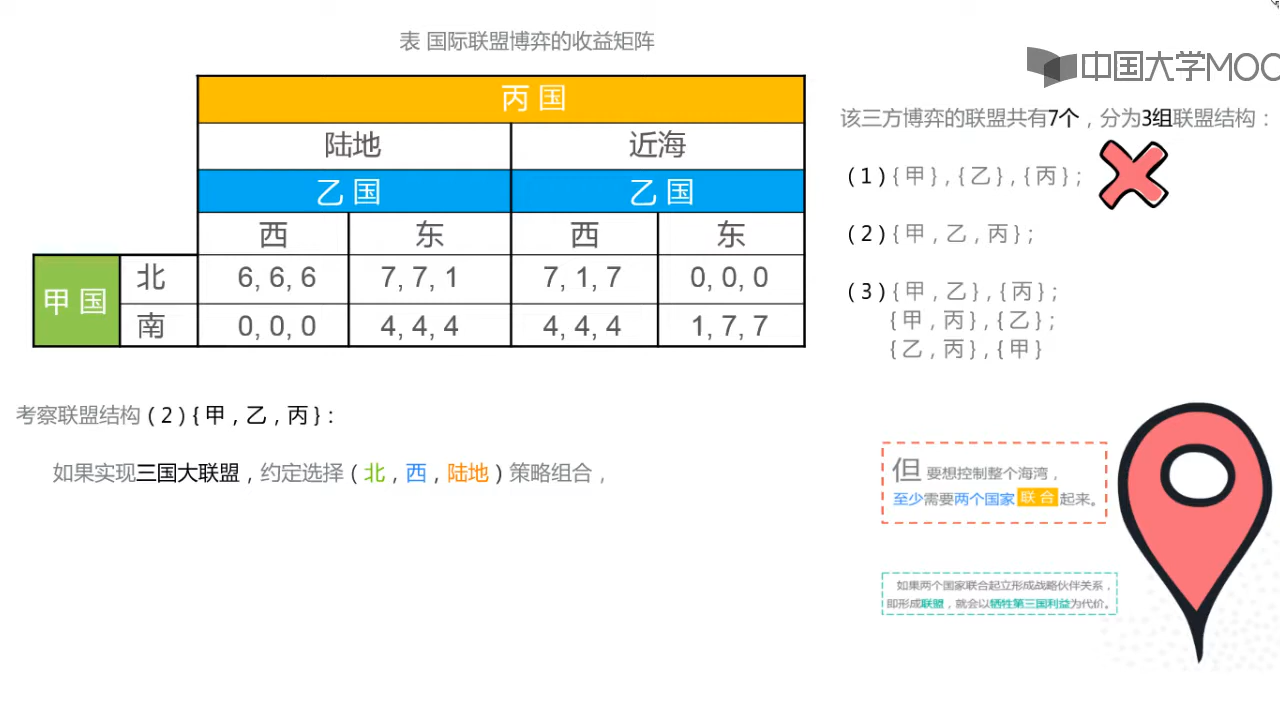 表 国际联盟博弈的收益矩阵
中国大学MOO
丙 国
陆地 近海
乙 国 乙 国
西 东 西 东
甲 国 北 6, 6, 6 7, 7, 1 7, 1, 7 0, 0, 0
南 0, 0, 0 4, 4, 4 4, 4, 4 1, 7, 7
该三方博弈的联盟共有7个，分为3组联盟结构：
(1) { 甲 } , { 乙 } , { 丙 } ;
(2) { 甲，乙，丙 } ;
(3) { 甲，乙 } , { 丙 } ;
{ 甲，丙 } , { 乙 } ;
{ 乙，丙 } , { 甲 }
考察联盟结构 ( 2 ) { 甲，乙，丙 } :
如果实现三国大联盟，约定选择 ( 北，西，陆地 ) 策略组合，
但 要想控制整个海湾，
至少需要两个国家 联 合 起来。
如果两个国家联合起立形成战略伙伴关系，
即形成联盟，就会以牺牲第三国利益为代价。